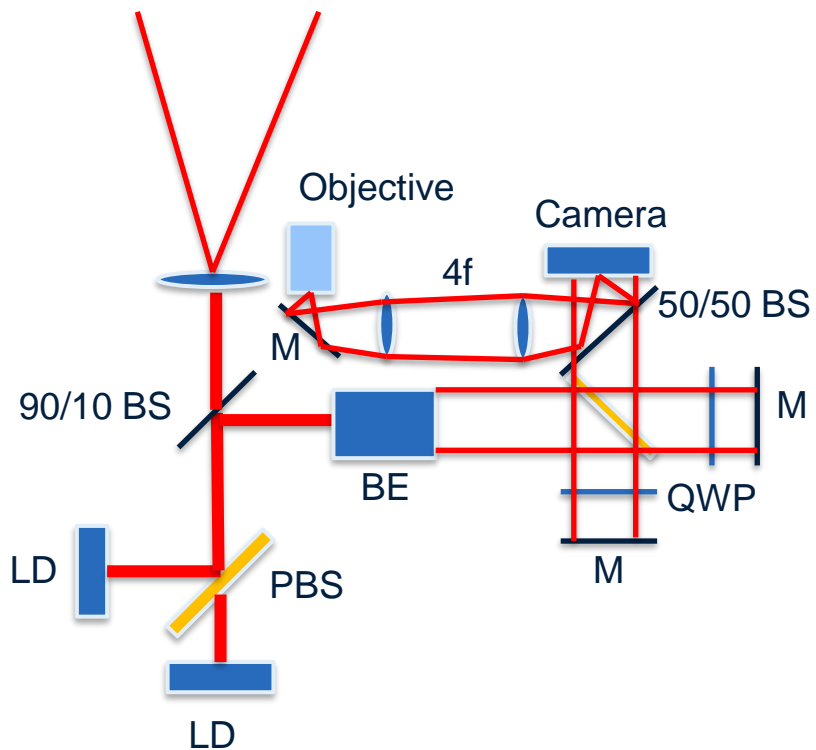 Objective
Camera
4f
50/50 BS
M
90/10 BS
M
BE
QWP
LD
PBS
M
LD